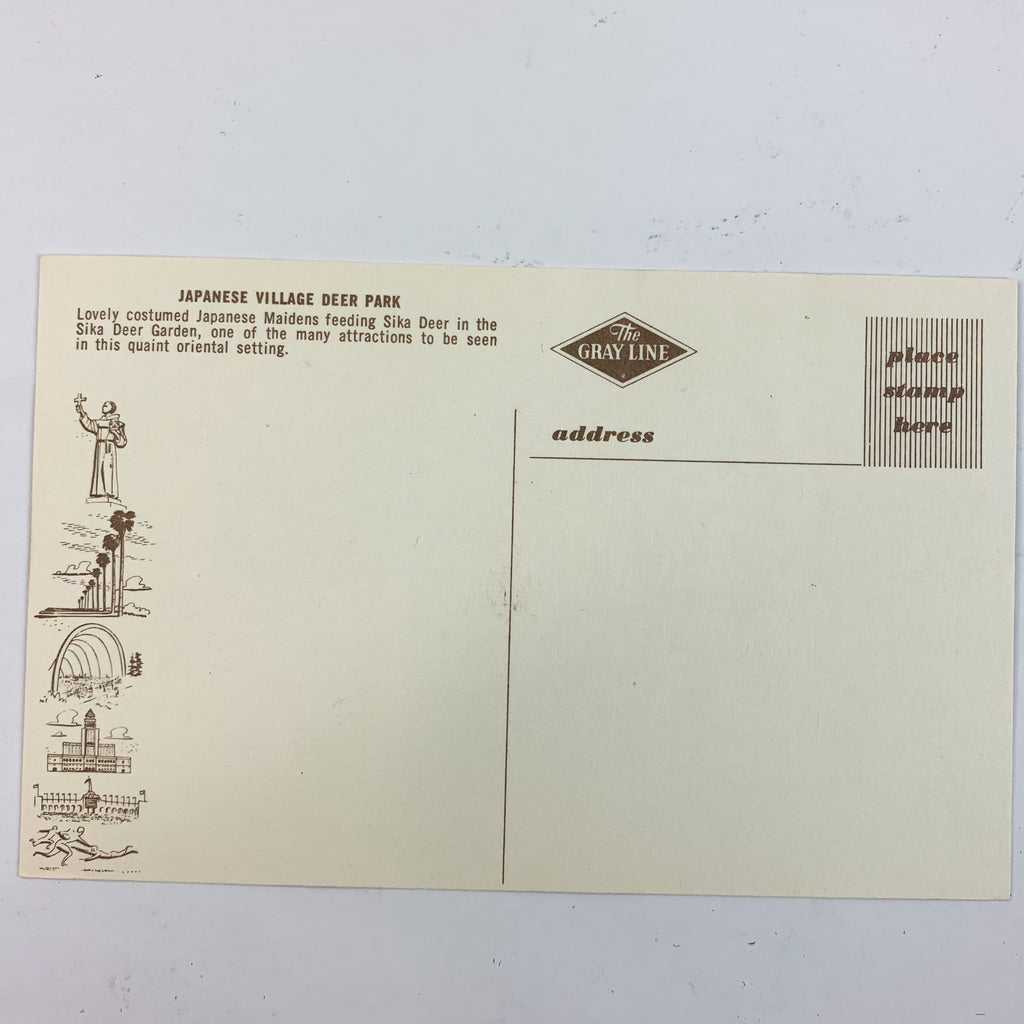 JAPANESE VILLAGE DEER PARK
Lovely costumed Japanese Maidens feeding Sika Deer in the
Sika Deer Garden, one of the many attractions to be seen
in this quaint oriental setting.
The
GRAY LINE
address
place
stamp
here